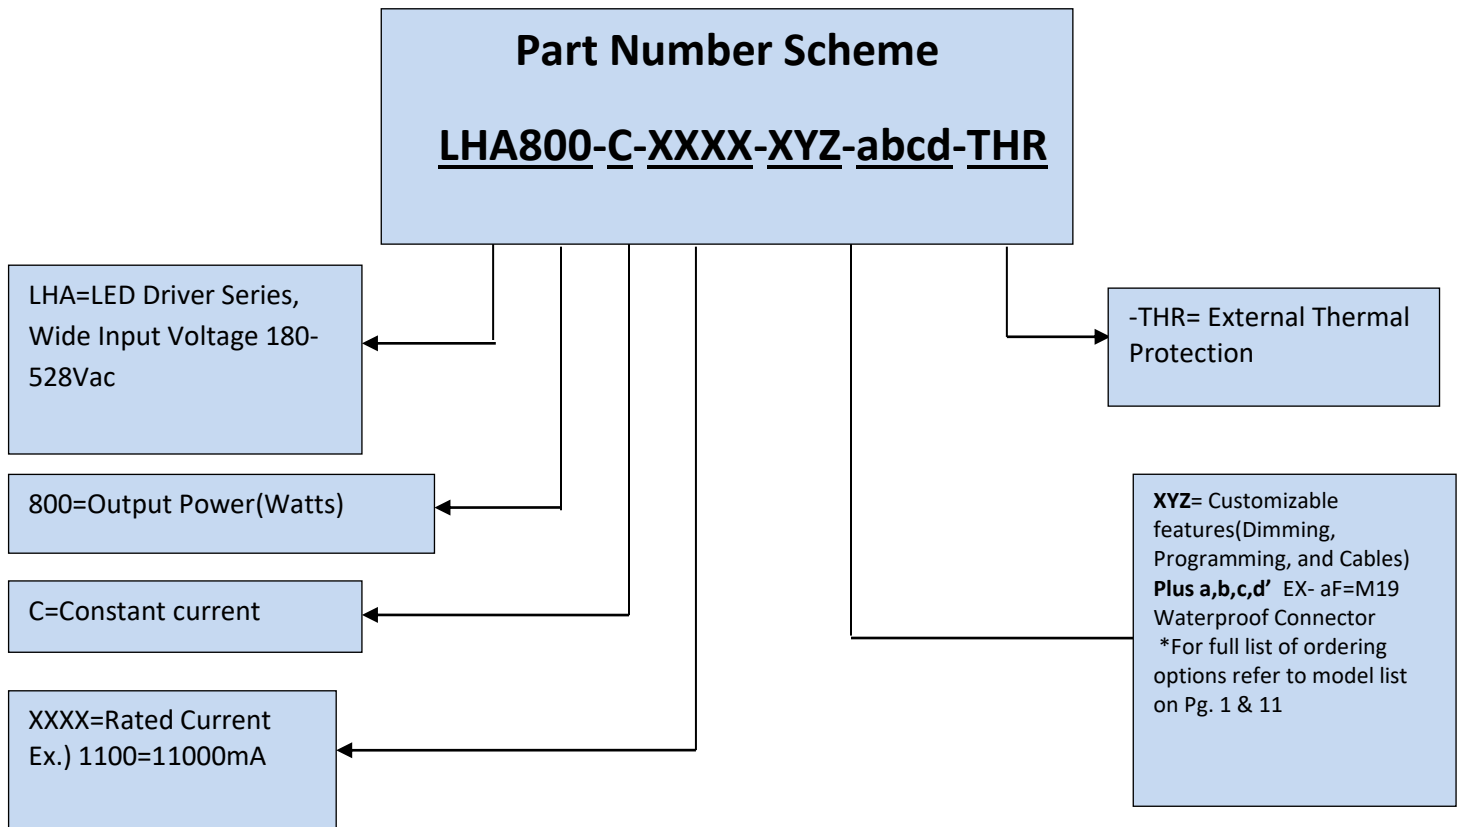 Part Number Scheme
LHA800-C-XXXX-XYZ-abcd-THR
LHA=LED Driver Series,
Wide Input Voltage 180-
528Vac
800=Output Power(Watts)
C=Constant current
XXXX=Rated Current
Ex.) 1100=11000mA
-THR= External Thermal
Protection
XYZ= Customizable
features(Dimming,
Programming, and Cables)
Plus a,b,c,d’ EX- aF=M19
Waterproof Connector
*For full list of ordering
options refer to model list
on Pg. 1 & 11